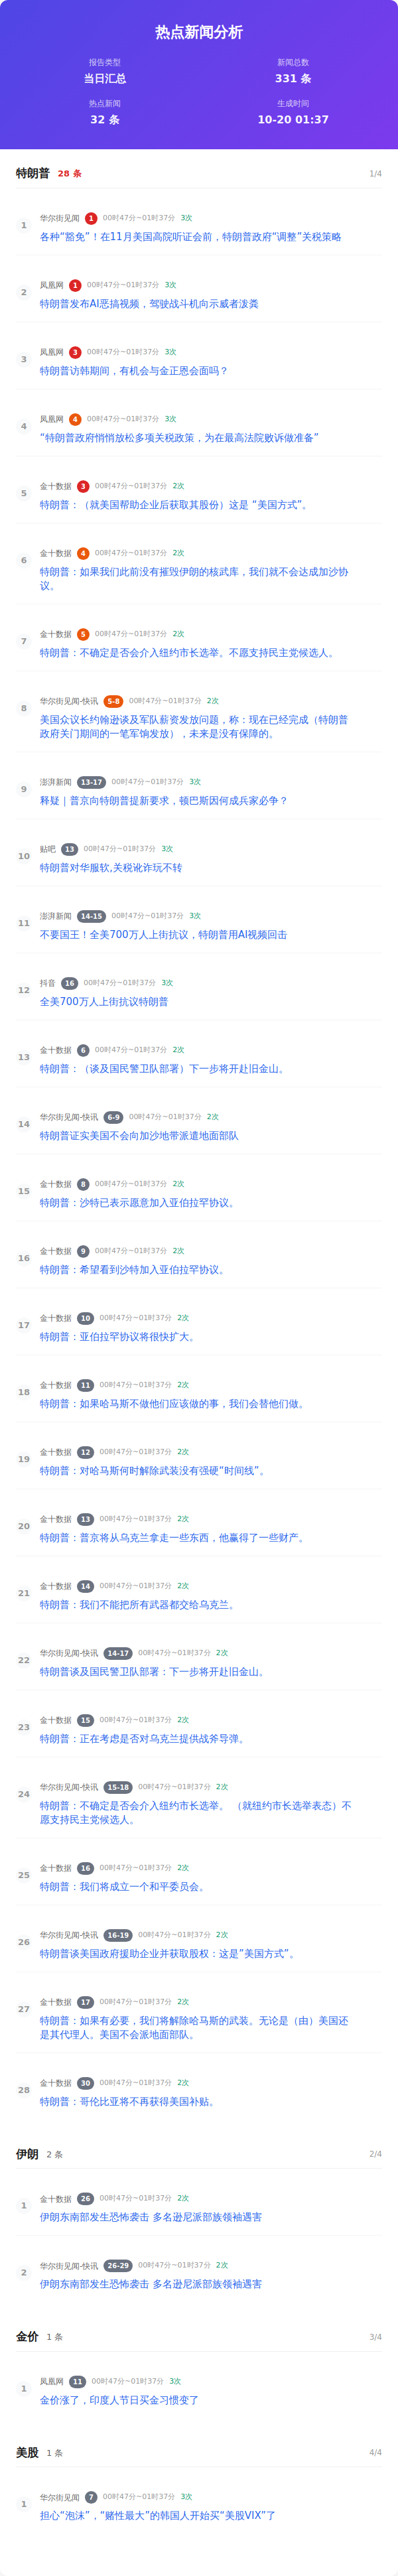 热点新闻分析
报告类型
当日汇总
新闻总数
331 条
热点新闻
32 条
生成时间
10-20 01:37
特朗普 28 条 1/4
1 华尔街见闻 1 00时47分~01时37分 3次
各种“豁免”！在11月美国高院听证会前，特朗普政府“调整”关税策略
2 凤凰网 1 00时47分~01时37分 3次
特朗普发布AI恶搞视频，驾驶战斗机向示威者泼粪
3 凤凰网 3 00时47分~01时37分 3次
特朗普访韩期间，有机会与金正恩会面吗？
4 凤凰网 4 00时47分~01时37分 3次
“特朗普政府悄悄放松多项关税政策，为在最高法院败诉做准备”
5 金十数据 3 00时47分~01时37分 2次
特朗普：（就美国帮助企业后获取其股份）这是 “美国方式”。
6 金十数据 4 00时47分~01时37分 2次
特朗普：如果我们此前没有摧毁伊朗的核武库，我们就不会达成加沙协
议。
7 金十数据 5 00时47分~01时37分 2次
特朗普：不确定是否会介入纽约市长选举。不愿支持民主党候选人。
8 华尔街见闻-快讯 5-8 00时47分~01时37分 2次
美国众议长约翰逊谈及军队薪资发放问题，称：现在已经完成（特朗普
政府关门期间的一笔军饷发放），未来是没有保障的。
9 澎湃新闻 13-17 00时47分~01时37分 3次
释疑｜普京向特朗普提新要求，顿巴斯因何成兵家必争？
10 贴吧 13 00时47分~01时37分 3次
特朗普对华服软,关税讹诈玩不转
11 澎湃新闻 14-15 00时47分~01时37分 3次
不要国王！全美700万人上街抗议，特朗普用AI视频回击
12 抖音 16 00时47分~01时37分 3次
全美700万人上街抗议特朗普
13 金十数据 6 00时47分~01时37分 2次
特朗普：（谈及国民警卫队部署）下一步将开赴旧金山。
14 华尔街见闻-快讯 6-9 00时47分~01时37分 2次
特朗普证实美国不会向加沙地带派遣地面部队
15 金十数据 8 00时47分~01时37分 2次
特朗普：沙特已表示愿意加入亚伯拉罕协议。
16 金十数据 9 00时47分~01时37分 2次
特朗普：希望看到沙特加入亚伯拉罕协议。
17 金十数据 10 00时47分~01时37分 2次
特朗普：亚伯拉罕协议将很快扩大。
18 金十数据 11 00时47分~01时37分 2次
特朗普：如果哈马斯不做他们应该做的事，我们会替他们做。
19 金十数据 12 00时47分~01时37分 2次
特朗普：对哈马斯何时解除武装没有强硬“时间线”。
20 金十数据 13 00时47分~01时37分 2次
特朗普：普京将从乌克兰拿走一些东西，他赢得了一些财产。
21 金十数据 14 00时47分~01时37分 2次
特朗普：我们不能把所有武器都交给乌克兰。
22 华尔街见闻-快讯 14-17 00时47分~01时37分 2次
特朗普谈及国民警卫队部署：下一步将开赴旧金山。
23 金十数据 15 00时47分~01时37分 2次
特朗普：正在考虑是否对乌克兰提供战斧导弹。
24 华尔街见闻-快讯 15-18 00时47分~01时37分 2次
特朗普：不确定是否会介入纽约市长选举。 （就纽约市长选举表态）不
愿支持民主党候选人。
25 金十数据 16 00时47分~01时37分 2次
特朗普：我们将成立一个和平委员会。
26 华尔街见闻-快讯 16-19 00时47分~01时37分 2次
特朗普谈美国政府援助企业并获取股权：这是”美国方式”。
27 金十数据 17 00时47分~01时37分 2次
特朗普：如果有必要，我们将解除哈马斯的武装。无论是（由）美国还
是其代理人。美国不会派地面部队。
28 金十数据 30 00时47分~01时37分 2次
特朗普：哥伦比亚将不再获得美国补贴。
伊朗 2 条 2/4
1 金十数据 26 00时47分~01时37分 2次
伊朗东南部发生恐怖袭击 多名逊尼派部族领袖遇害
2 华尔街见闻-快讯 26-29 00时47分~01时37分 2次
伊朗东南部发生恐怖袭击 多名逊尼派部族领袖遇害
金价 1 条 3/4
1 凤凰网 11 00时47分~01时37分 3次
金价涨了，印度人节日买金习惯变了
美股 1 条 4/4
1 华尔街见闻 7 00时47分~01时37分 3次
担心“泡沫”，“赌性最大”的韩国人开始买“美股VIX”了